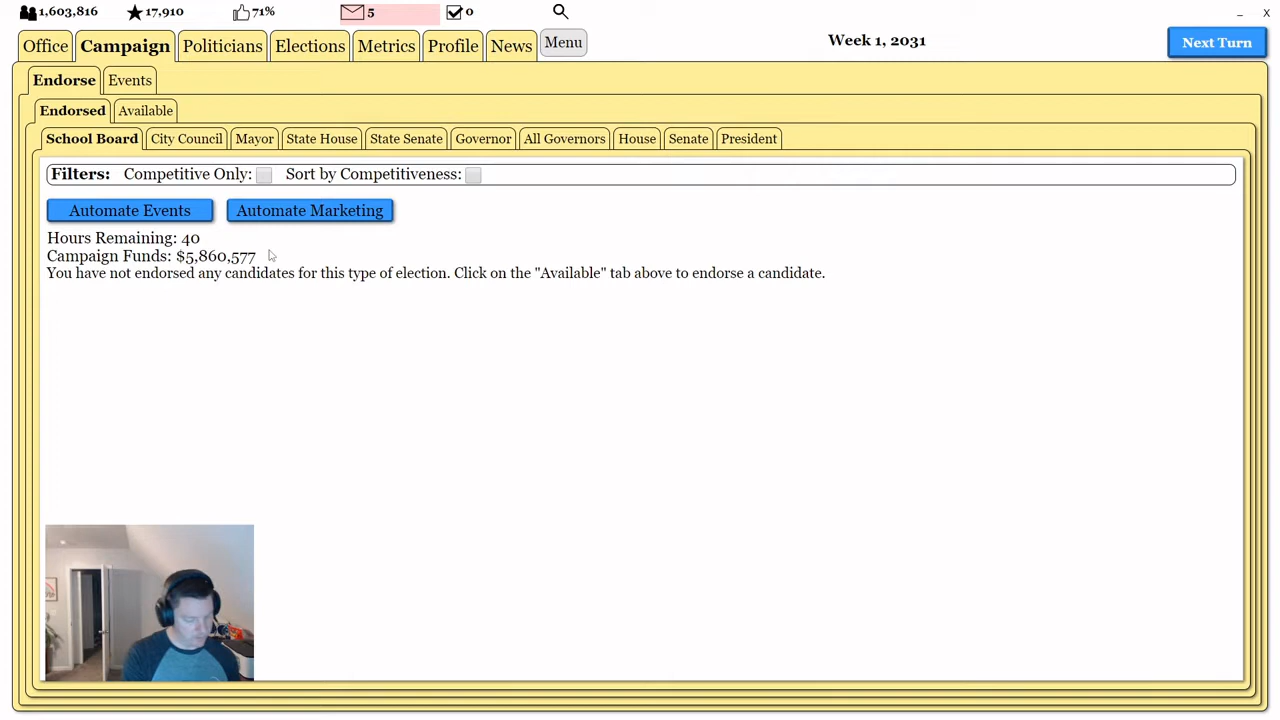 1,603,816 17,910 71% 5 0 _ X
Office Campaign Politicians Elections Metrics Profile News Menu Week 1, 2031 Next Turn
Endorse Events
Endorsed Available
School Board City Council Mayor State House State Senate Governor All Governors House Senate President
Filters: Competitive Only: Sort by Competitiveness:
Automate Events Automate Marketing
Hours Remaining: 40
Campaign Funds: $5,860,577
You have not endorsed any candidates for this type of election. Click on the "Available" tab above to endorse a candidate.